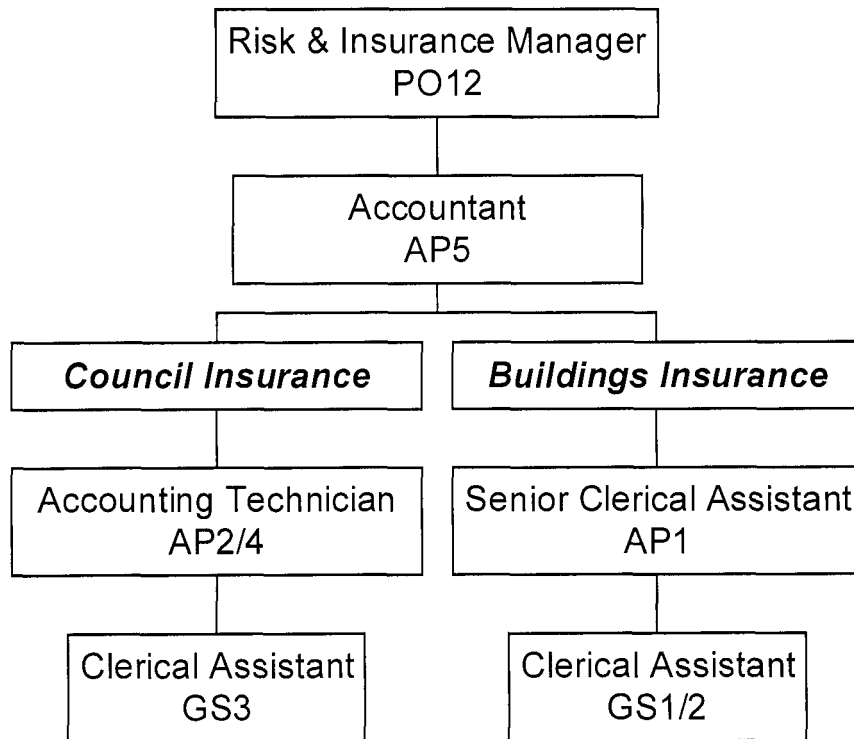 Risk & Insurance Manager
PO12
Accountant
AP5
Council Insurance
Buildings Insurance
Accounting Technician
AP2/4
Senior Clerical Assistant
AP1
Clerical Assistant
GS3
Clerical Assistant
GS1/2